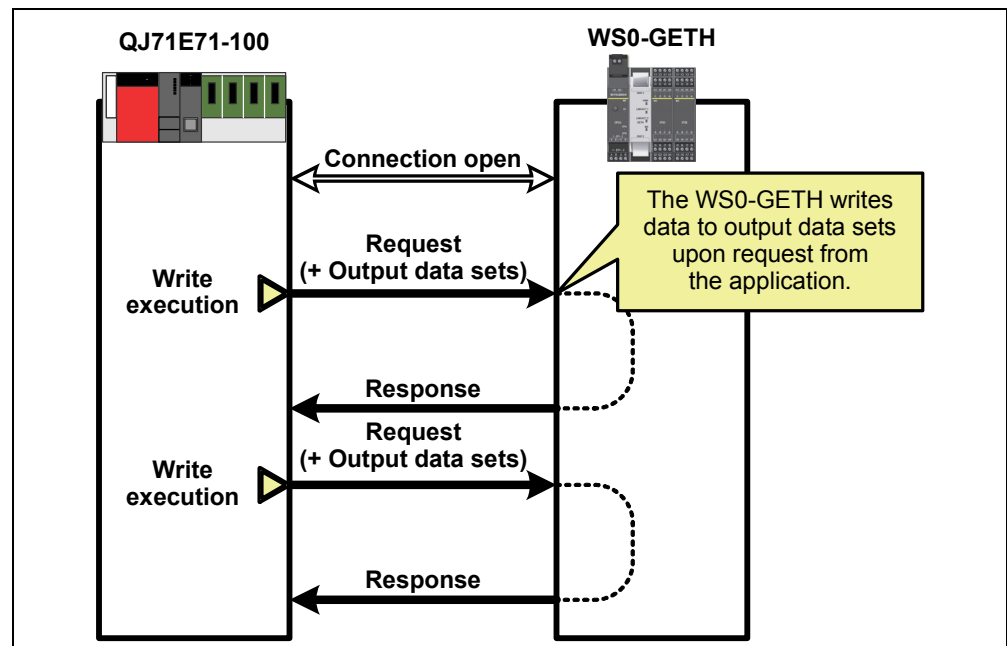 QJ71E71-100
WS0-GETH
Connection open
The WS0-GETH writes
data to output data sets
upon request from
the application.
Request
(+ Output data sets)
Write
execution
Response
Request
(+ Output data sets)
Write
execution
Response